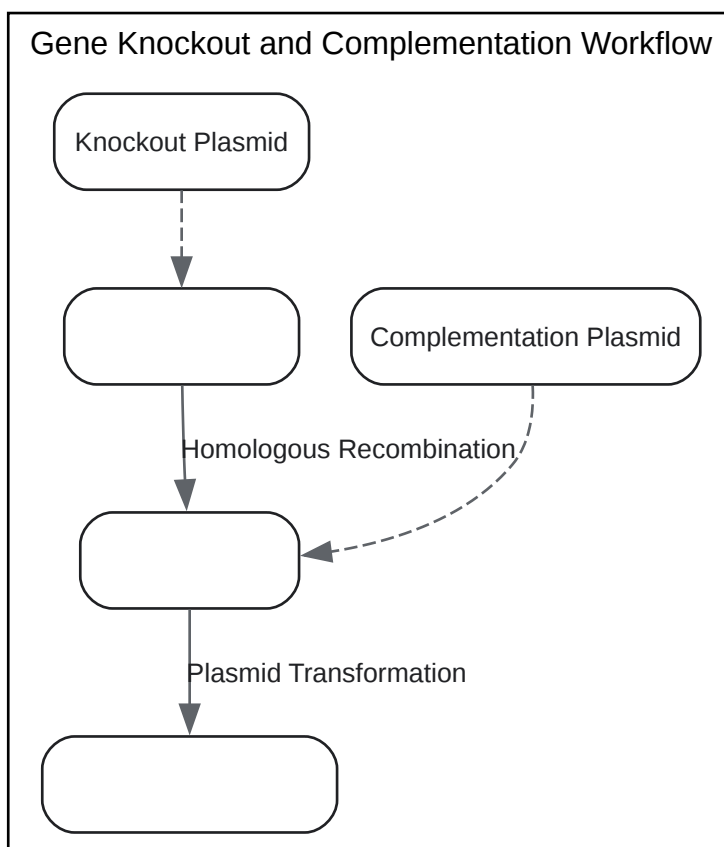 Gene Knockout and Complementation Workflow
Knockout Plasmid
Complementation Plasmid
Homologous Recombination
Plasmid Transformation